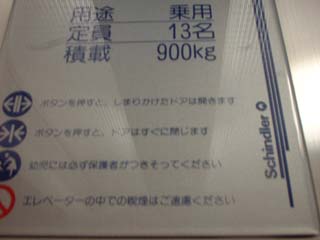 用途 乗用
定員 13名
積載 900kg
ボタンを押すと、しまりかけたドアは開きます
ボタンを押すと、ドアはすぐに閉じます
幼児には必ず保護者がつきそってください
エレベーターの中での喫煙はご遠慮ください
Schindler